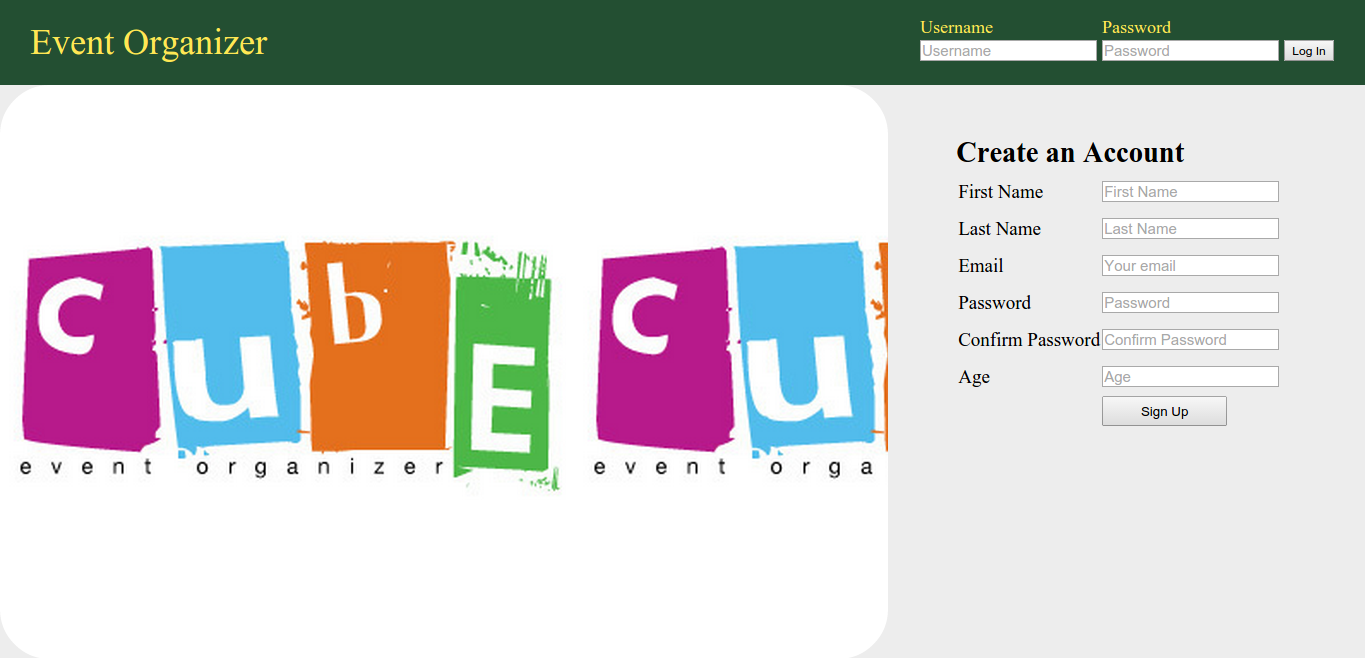 Event Organizer
Username Password
Username Password Log In
cubE
event organizer
cu
event orga
Create an Account
First Name First Name
Last Name Last Name
Email Your email
Password Password
Confirm Password Confirm Password
Age Age
Sign Up